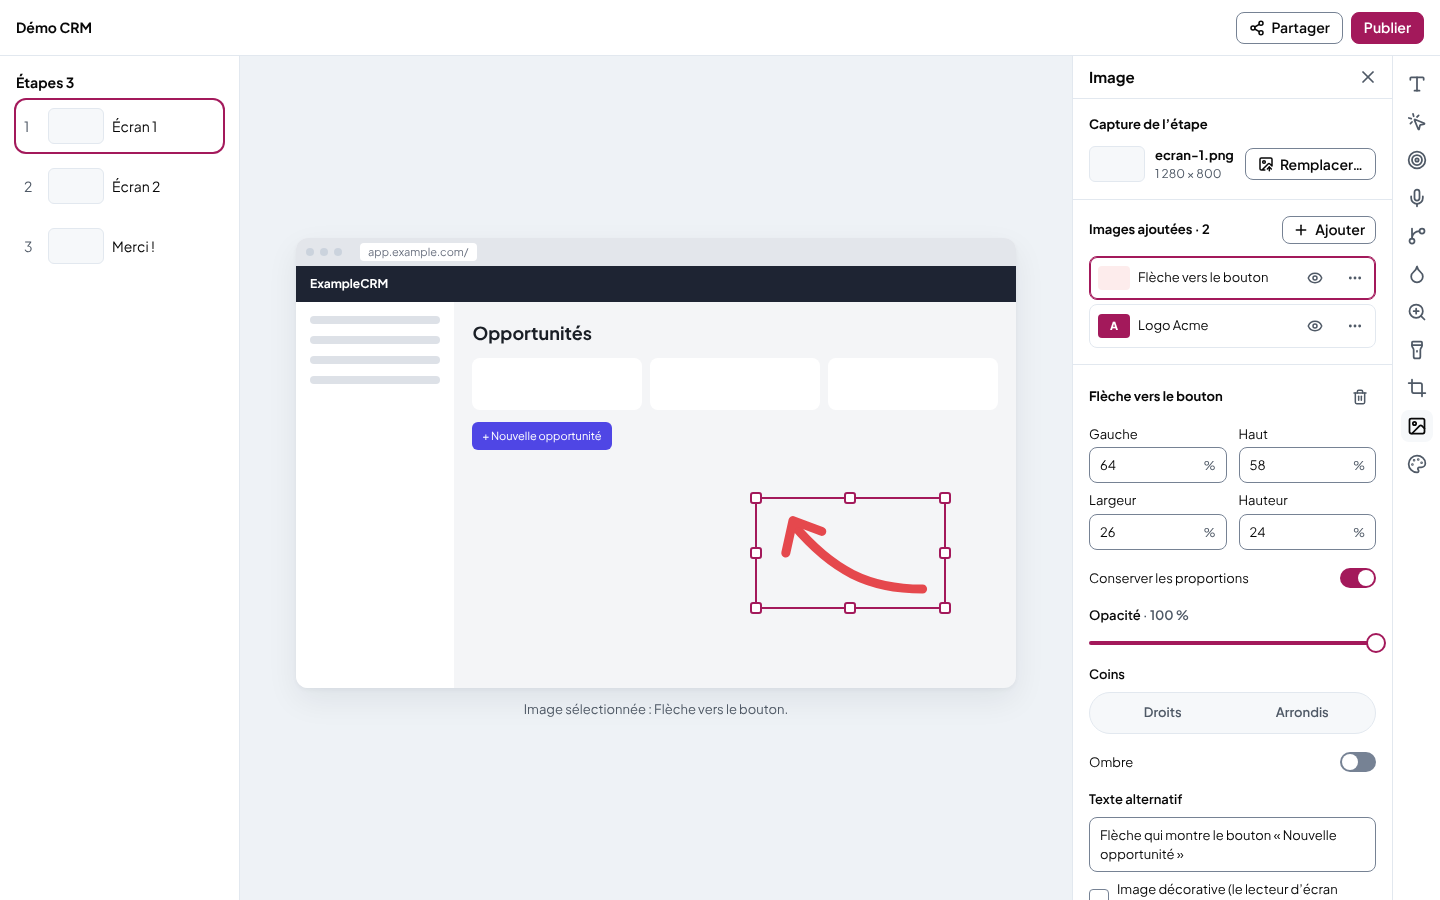 Démo CRM
Partager
Publier
Étapes 3
1
Écran 1
2
Écran 2
3
Merci !
app.example.com/
ExampleCRM
Opportunités
+ Nouvelle opportunité
Image sélectionnée : Flèche vers le bouton.
Image
Capture de l’étape
ecran-1.png
1 280 × 800
Remplacer…
Images ajoutées · 2
Ajouter
Flèche vers le bouton
A
Logo Acme
Flèche vers le bouton
Gauche
Haut
64 %
58 %
Largeur
Hauteur
26 %
24 %
Conserver les proportions
Opacité · 100 %
Coins
Droits
Arrondis
Ombre
Texte alternatif
Flèche qui montre le bouton « Nouvelle
opportunité »
Image décorative (le lecteur d’écran